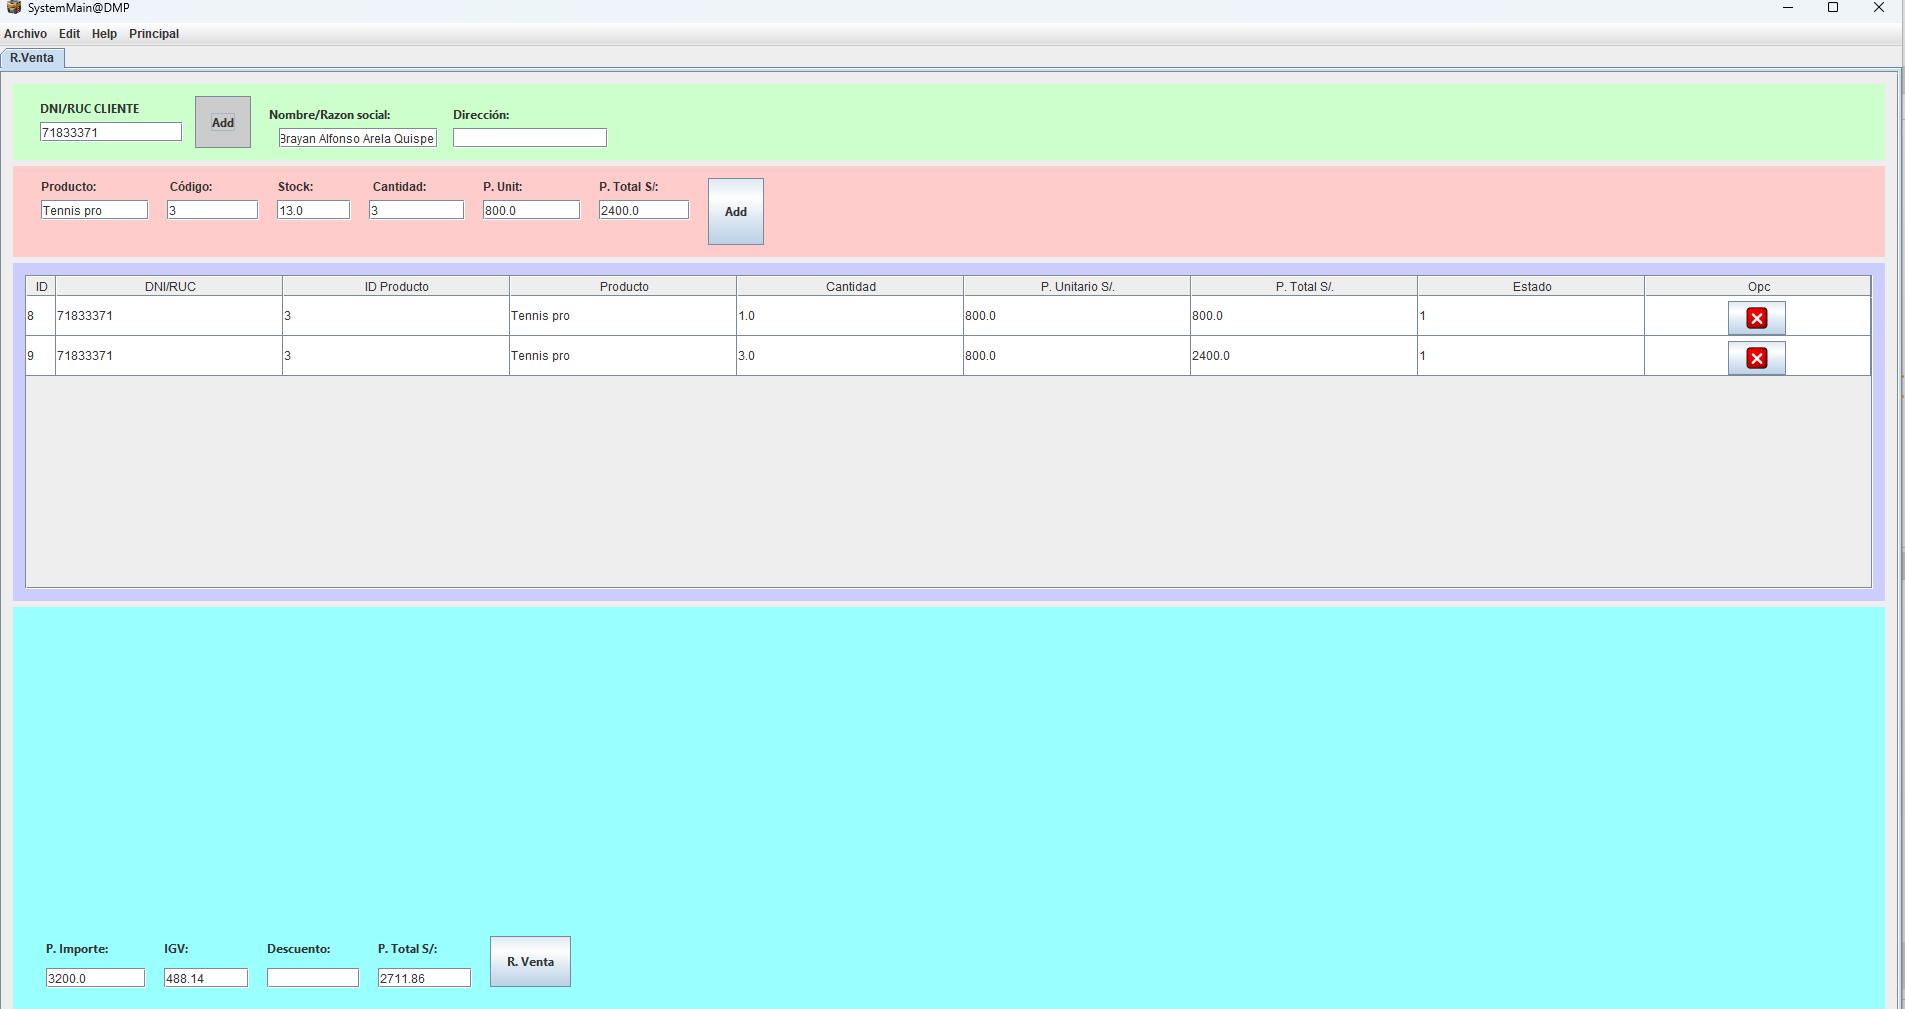 SystemMain@DMP
Archivo Edit Help Principal
R.Venta
DNI/RUC CLIENTE
71833371
Add
Nombre/Razon social:
Brayan Alfonso Arela Quispe
Dirección:
Producto: Código: Stock: Cantidad: P. Unit: P. Total S/:
Tennis pro 3 13.0 3 800.0 2400.0
Add
ID DNI/RUC ID Producto Producto Cantidad P. Unitario S/. P. Total S/. Estado Opc
8 71833371 3 Tennis pro 1.0 800.0 800.0 1
9 71833371 3 Tennis pro 3.0 800.0 2400.0 1
P. Importe: IGV: Descuento: P. Total S/:
3200.0 488.14 2711.86
R. Venta